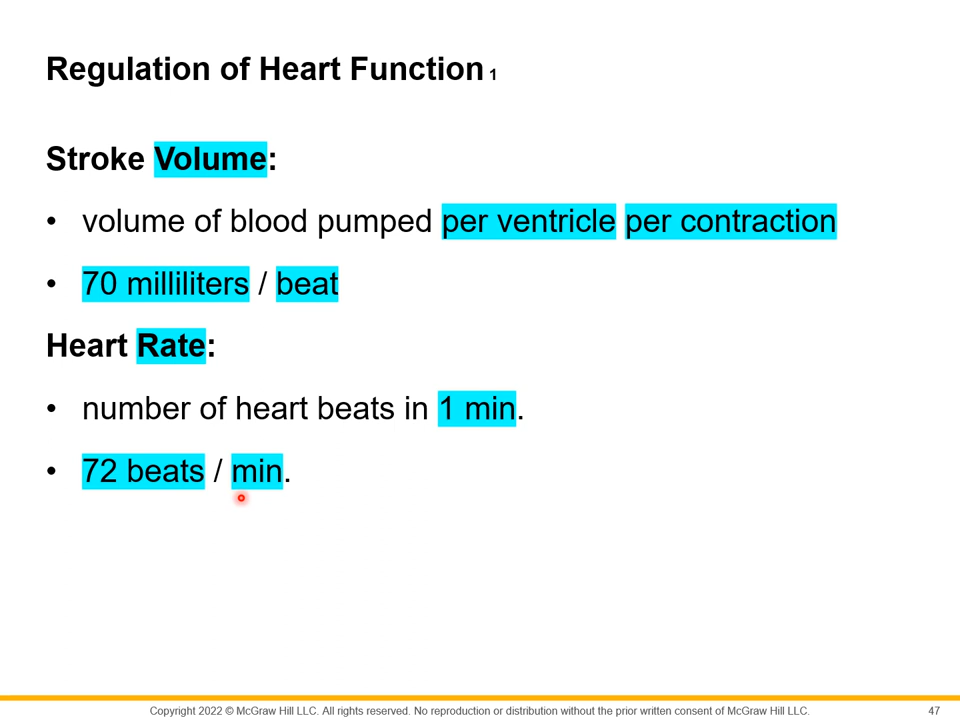 Regulation of Heart Function 1
Stroke Volume:
• volume of blood pumped per ventricle per contraction
• 70 milliliters / beat
Heart Rate:
• number of heart beats in 1 min.
• 72 beats / min.
Copyright 2022 © McGraw Hill LLC. All rights reserved. No reproduction or distribution without the prior written consent of McGraw Hill LLC. 47